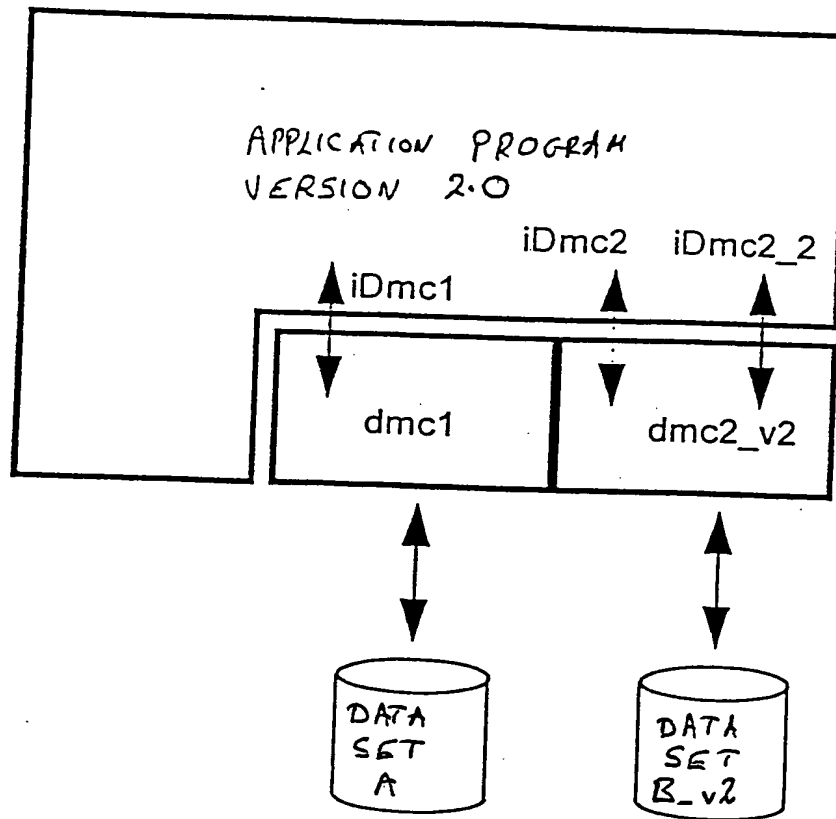 APPLICATION PROGRAM
VERSION 2.0
iDmc2 iDmc2_2
iDmc1
dmc1 dmc2_v2
DATA
SET
A
DATA
SET
B_v2